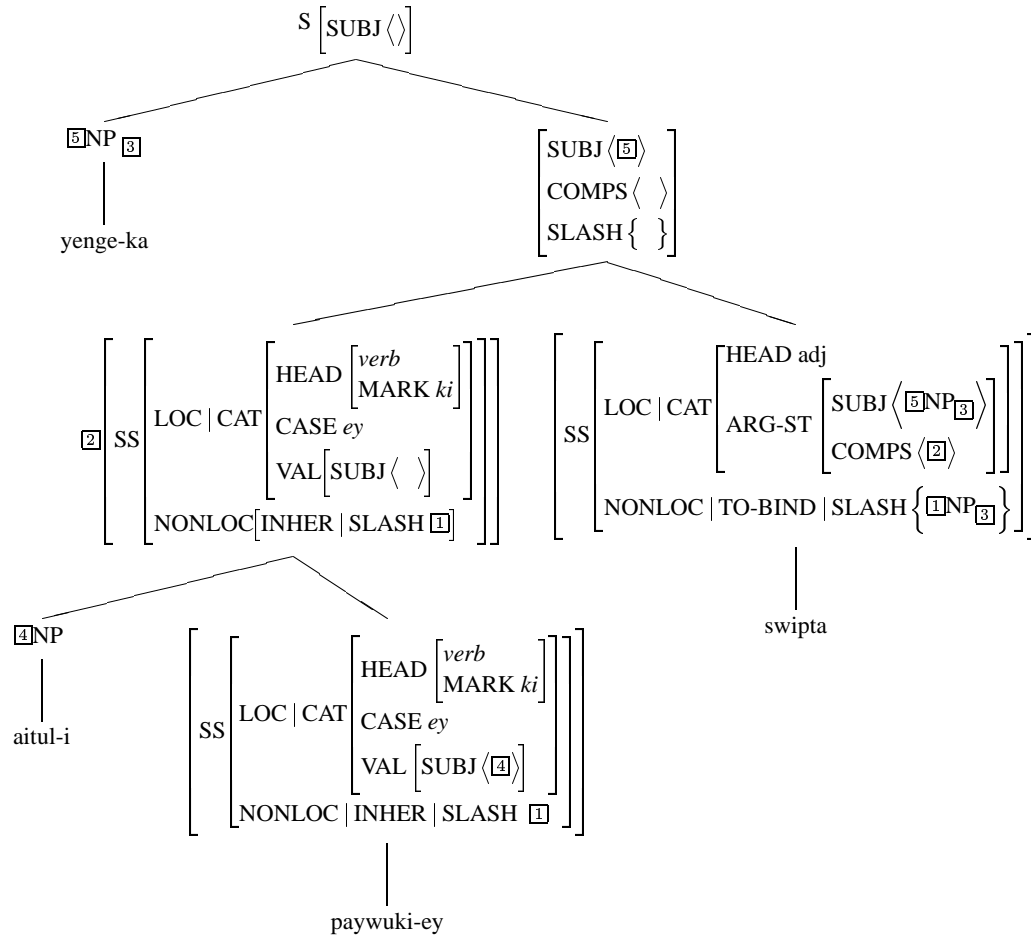 S [SUBJ ⟨⟩]
[5]NP [3]
yenge-ka
SUBJ ⟨[5]⟩
COMPS ⟨ ⟩
SLASH { }
[2] SS LOC | CAT HEAD verb
MARK ki
CASE ey
VAL [SUBJ ⟨ ⟩]
NONLOC [INHER | SLASH [1]]
SS LOC | CAT HEAD adj
ARG-ST SUBJ ⟨[5]NP[3]⟩
COMPS ⟨[2]⟩
NONLOC | TO-BIND | SLASH {[1]NP[3]}
swipta
[4]NP
aitul-i
SS LOC | CAT HEAD verb
MARK ki
CASE ey
VAL [SUBJ ⟨[4]⟩]
NONLOC | INHER | SLASH [1]
paywuki-ey